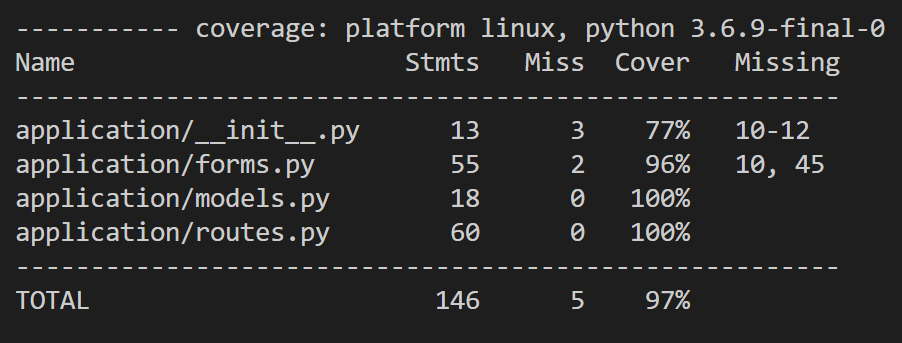 ----------- coverage: platform linux, python 3.6.9-final-0
Name                      Stmts   Miss  Cover   Missing
-------------------------------------------------------
application/__init__.py      13      3    77%   10-12
application/forms.py         55      2    96%   10, 45
application/models.py        18      0   100%
application/routes.py        60      0   100%
-------------------------------------------------------
TOTAL                       146      5    97%